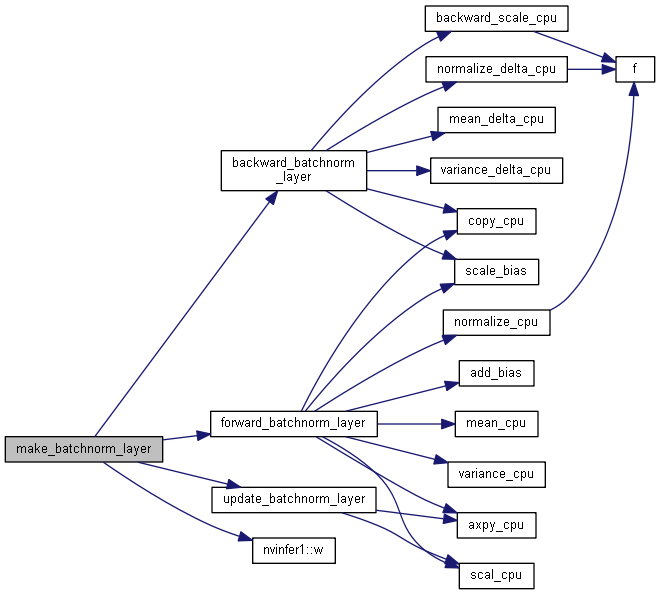 backward_scale_cpu
normalize_delta_cpu
f
mean_delta_cpu
backward_batchnorm
_layer
variance_delta_cpu
copy_cpu
scale_bias
normalize_cpu
add_bias
forward_batchnorm_layer
mean_cpu
make_batchnorm_layer
variance_cpu
update_batchnorm_layer
axpy_cpu
nvinfer1::w
scal_cpu